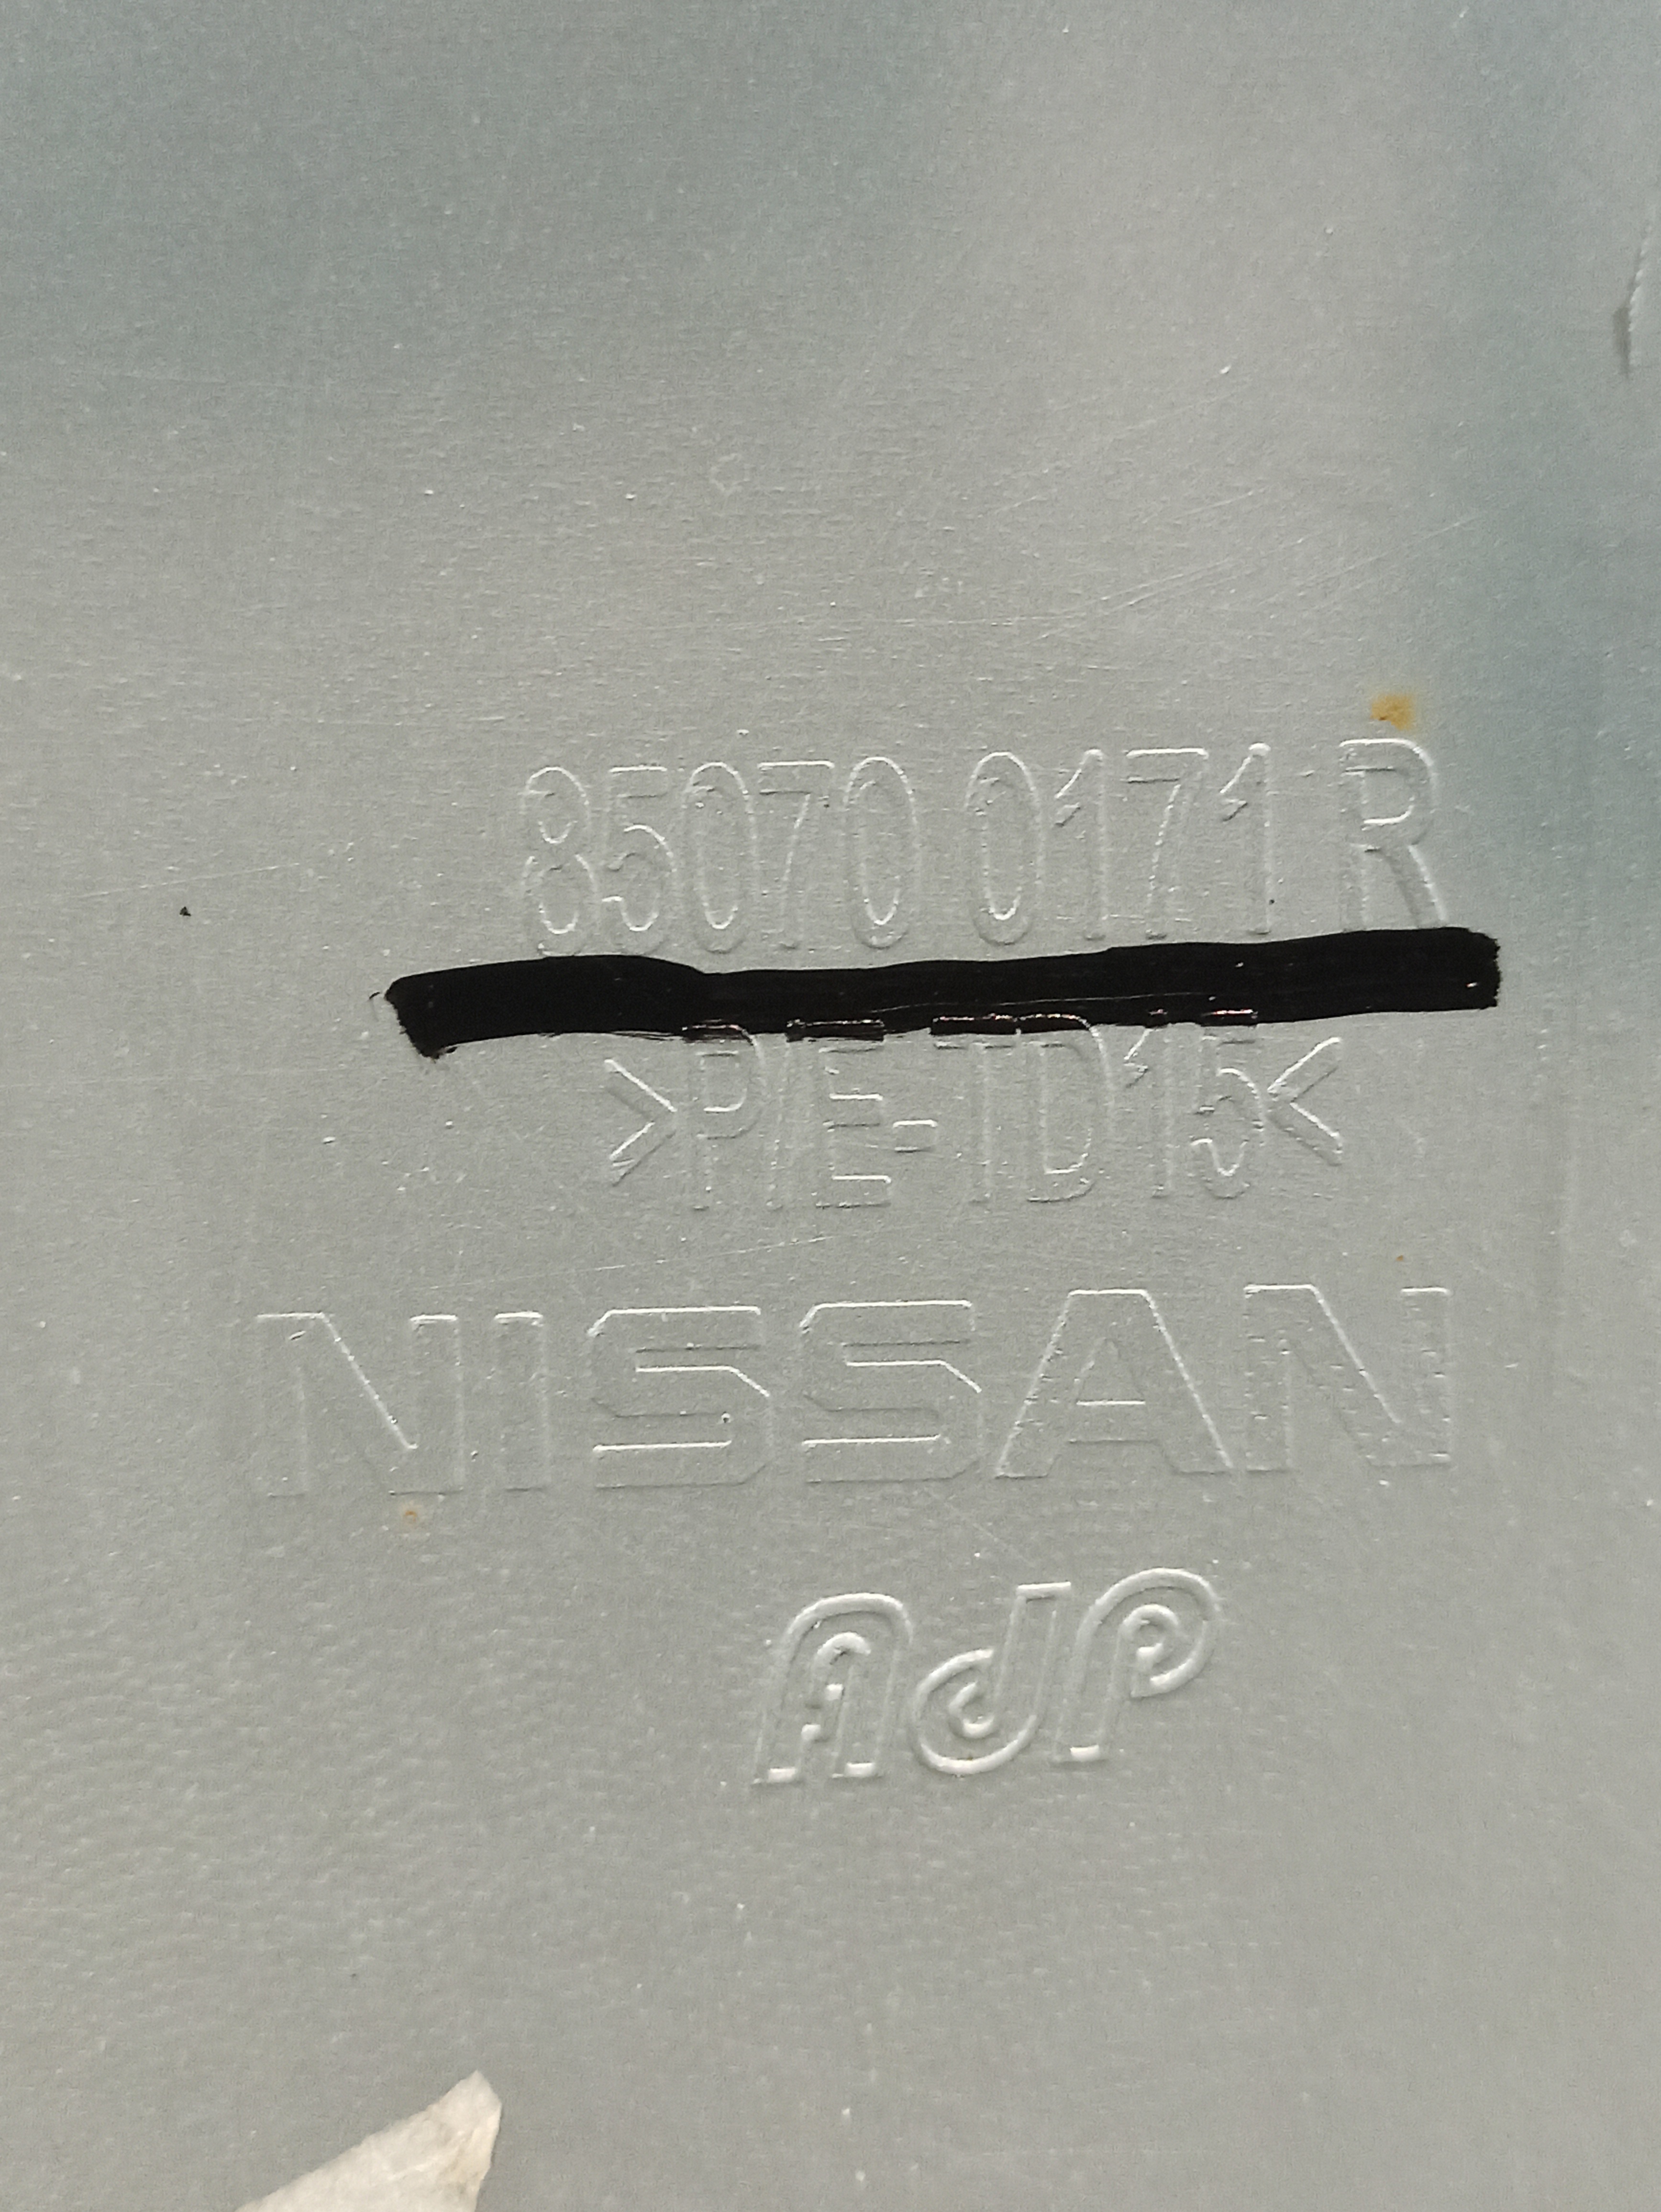 85070 0171 R
>P/E-TD15<
NISSAN
AdP